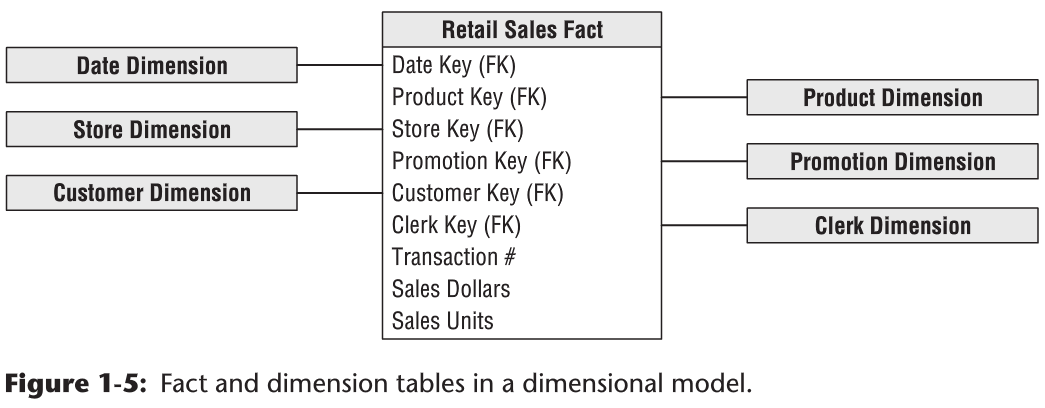 Retail Sales Fact
Date Dimension
Store Dimension
Customer Dimension
Date Key (FK)
Product Key (FK)
Store Key (FK)
Promotion Key (FK)
Customer Key (FK)
Clerk Key (FK)
Transaction #
Sales Dollars
Sales Units
Product Dimension
Promotion Dimension
Clerk Dimension
Figure 1-5: Fact and dimension tables in a dimensional model.